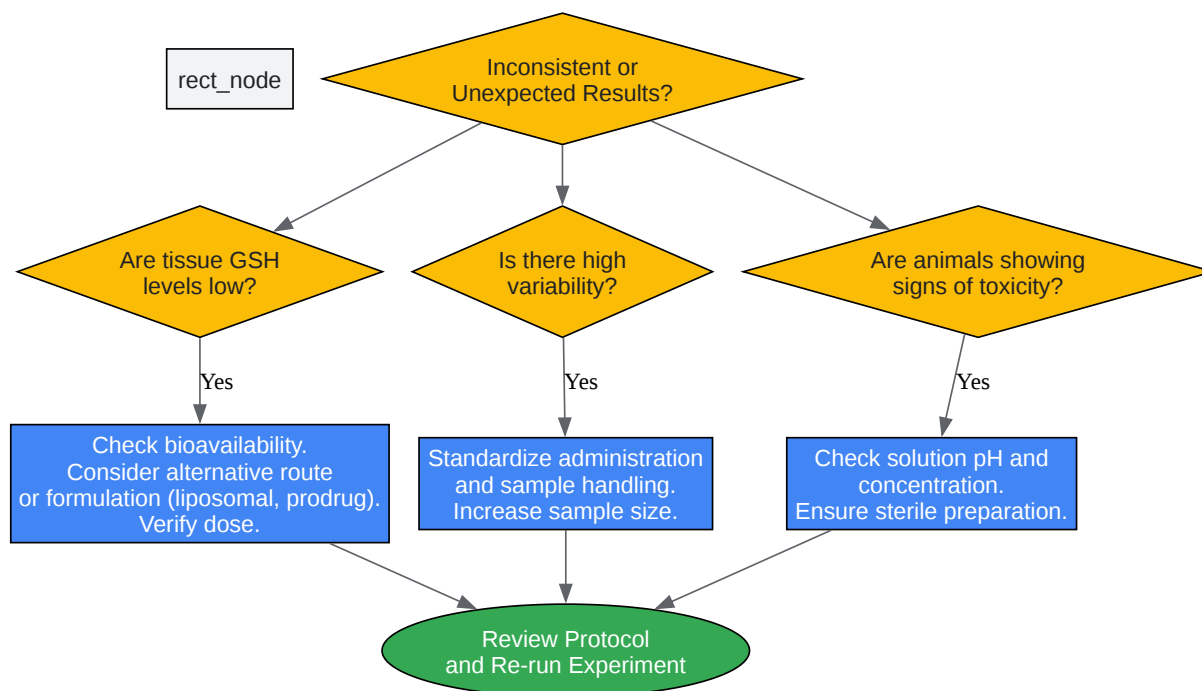 rect_node
Inconsistent or
Unexpected Results?
Are tissue GSH
levels low?
Is there high
variability?
Are animals showing
signs of toxicity?
Yes
Yes
Yes
Check bioavailability.
Consider alternative route
or formulation (liposomal, prodrug).
Verify dose.
Standardize administration
and sample handling.
Increase sample size.
Check solution pH and
concentration.
Ensure sterile preparation.
Review Protocol
and Re-run Experiment